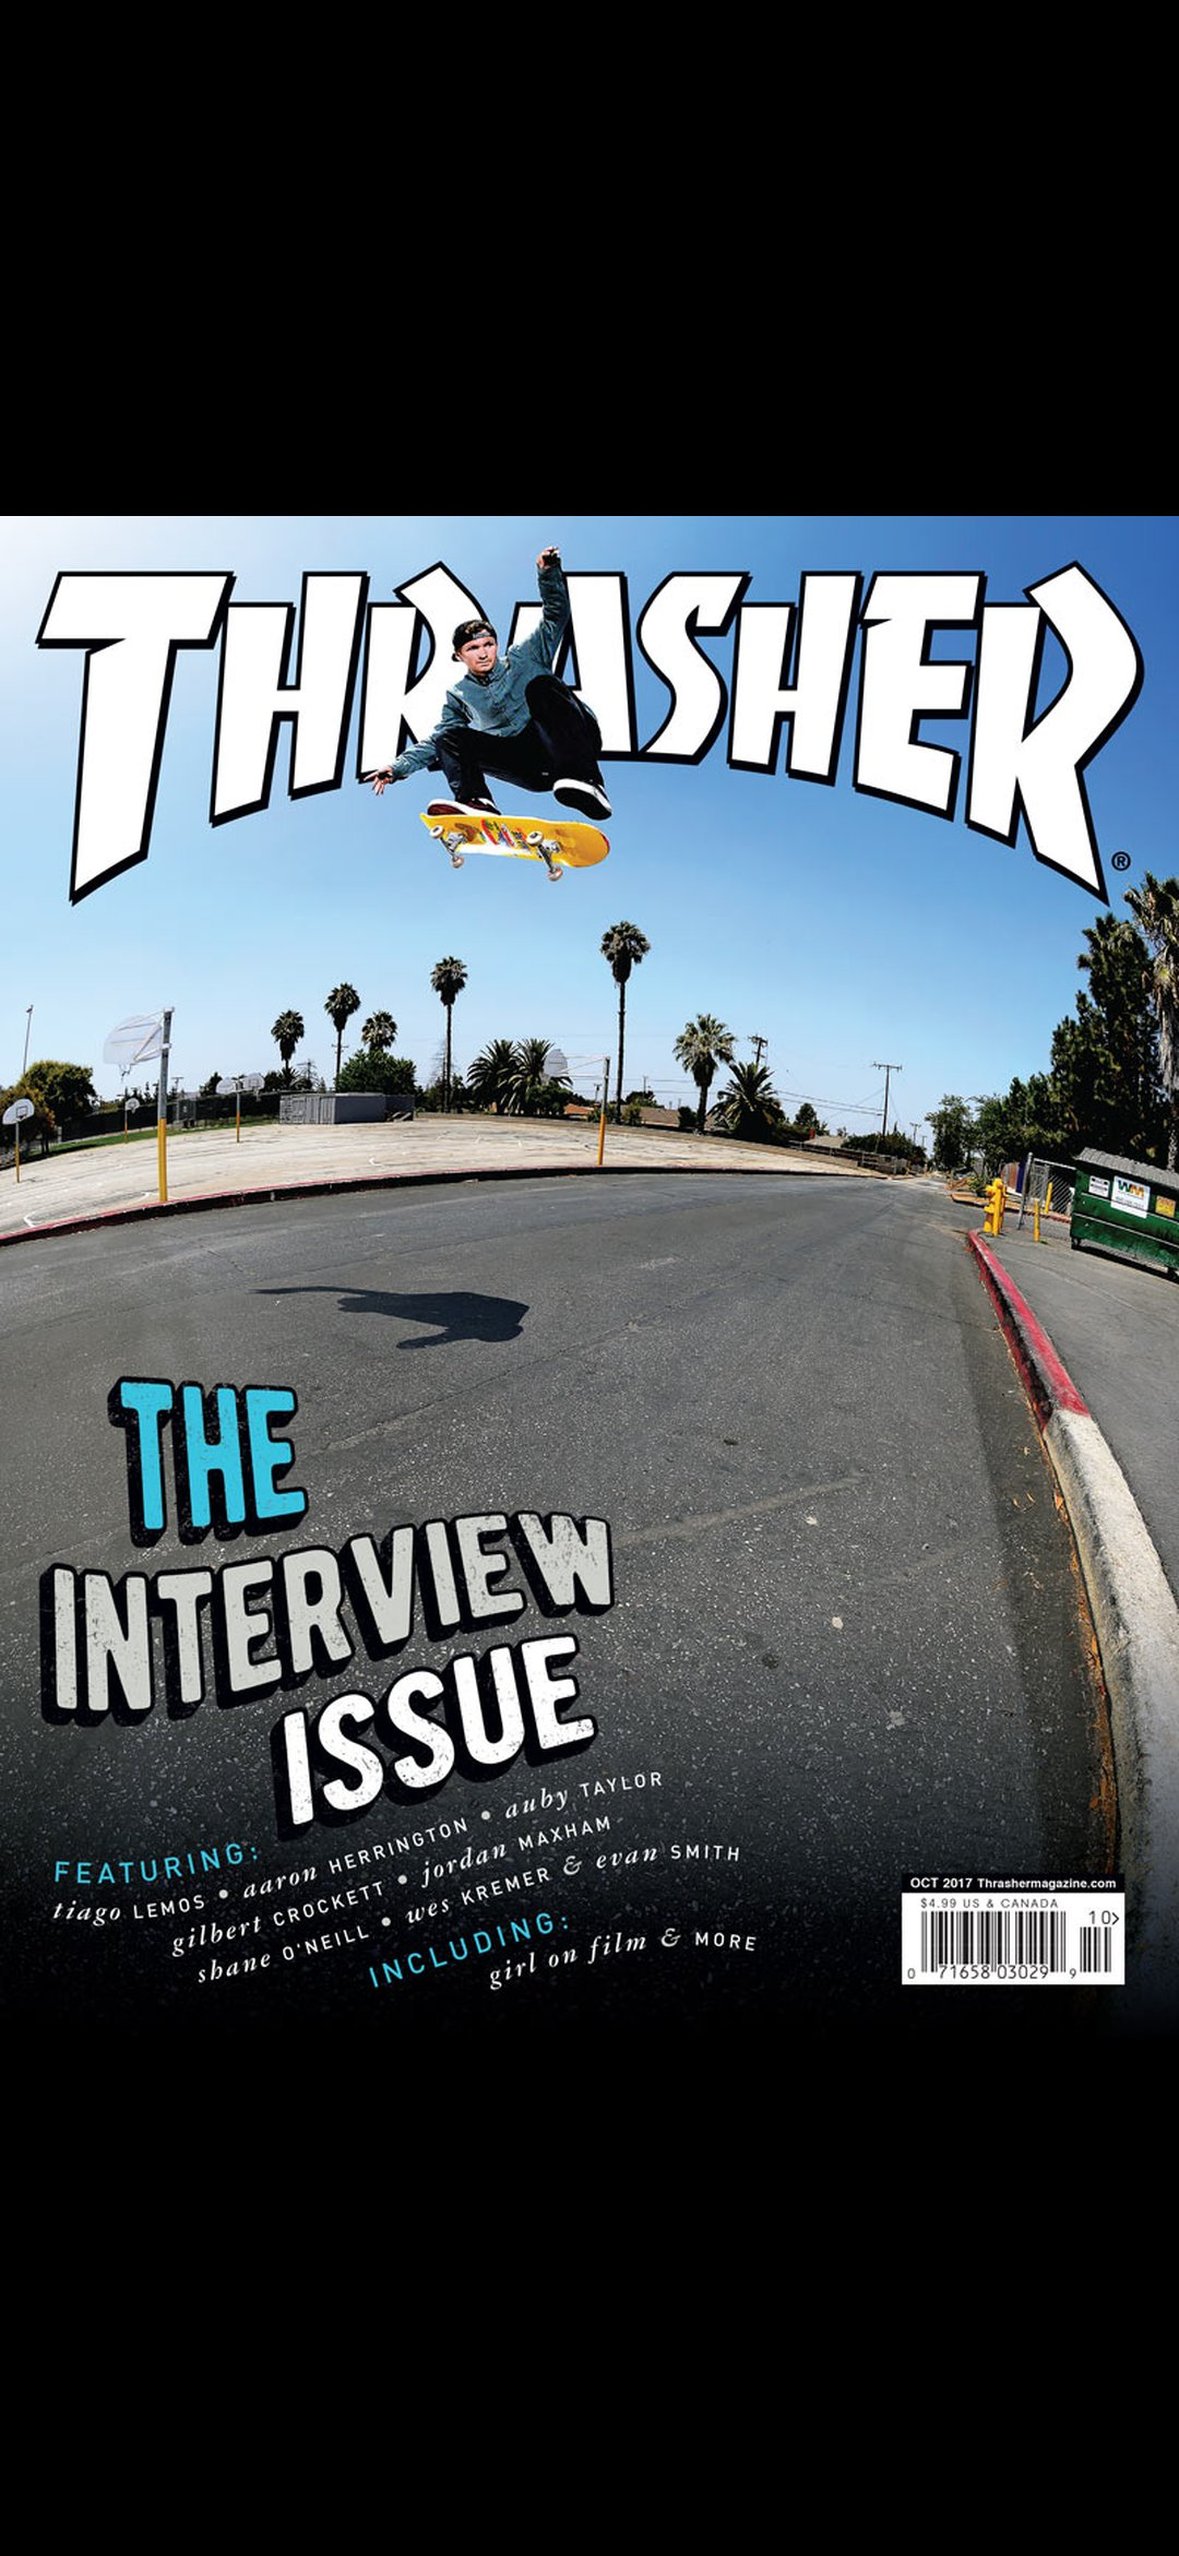 THRASHER
®
WM
THE
INTERVIEW
ISSUE
FEATURING:
tiago LEMOS • aaron HERRINGTON • auby TAYLOR
gilbert CROCKETT • jordan MAXHAM
shane O'NEILL • wes KREMER & evan SMITH
INCLUDING:
girl on film & MORE
OCT 2017 Thrashermagazine.com
$4.99 US & CANADA
10>
0 71658 03029 9